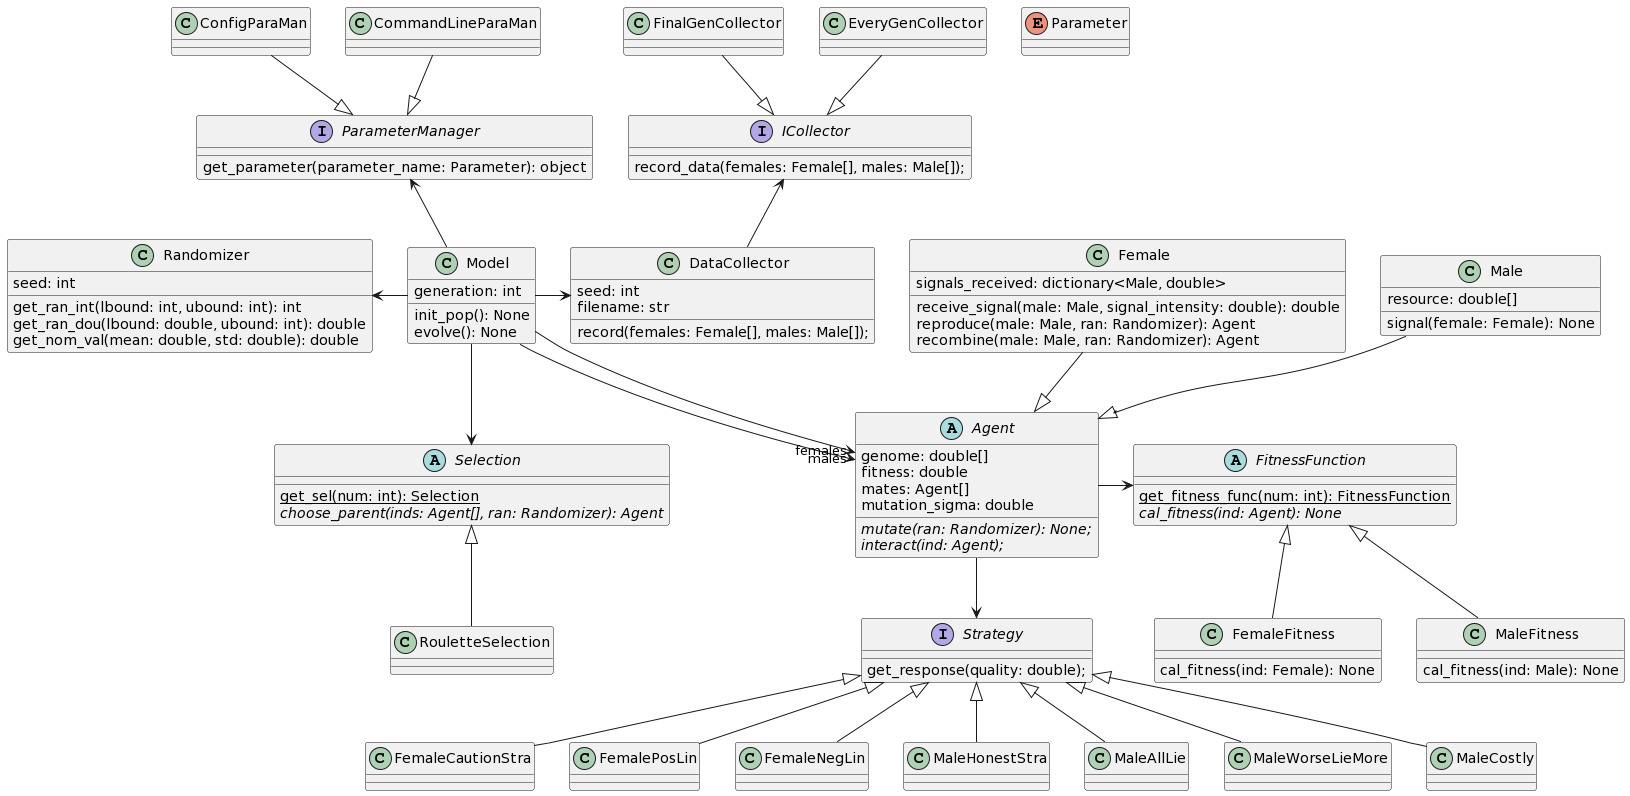 C ConfigParaMan
C CommandLineParaMan
C FinalGenCollector
C EveryGenCollector
E Parameter
I ParameterManager
get_parameter(parameter_name: Parameter): object
I ICollector
record_data(females: Female[], males: Male[]);
C Randomizer
seed: int
get_ran_int(lbound: int, ubound: int): int
get_ran_dou(lbound: double, ubound: int): double
get_nom_val(mean: double, std: double): double
C Model
generation: int
init_pop(): None
evolve(): None
C DataCollector
seed: int
filename: str
record(females: Female[], males: Male[]);
C Female
signals_received: dictionary<Male, double>
receive_signal(male: Male, signal_intensity: double): double
reproduce(male: Male, ran: Randomizer): Agent
recombine(male: Male, ran: Randomizer): Agent
C Male
resource: double[]
signal(female: Female): None
females
males
A Selection
get_sel(num: int): Selection
choose_parent(inds: Agent[], ran: Randomizer): Agent
A Agent
genome: double[]
fitness: double
mates: Agent[]
mutation_sigma: double
mutate(ran: Randomizer): None;
interact(ind: Agent);
A FitnessFunction
get_fitness_func(num: int): FitnessFunction
cal_fitness(ind: Agent): None
C RouletteSelection
I Strategy
get_response(quality: double);
C FemaleFitness
cal_fitness(ind: Female): None
C MaleFitness
cal_fitness(ind: Male): None
C FemaleCautionStra
C FemalePosLin
C FemaleNegLin
C MaleHonestStra
C MaleAllLie
C MaleWorseLieMore
C MaleCostly